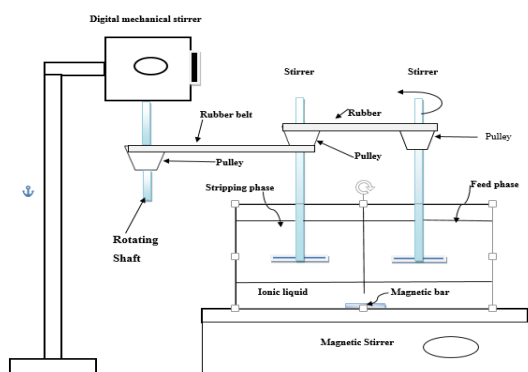 Digital mechanical stirrer
Stirrer
Stirrer
Rubber belt
Rubber
Pulley
Pulley
Pulley
Stripping phase
Feed phase
Rotating
Shaft
Ionic liquid
Magnetic bar
Magnetic Stirrer